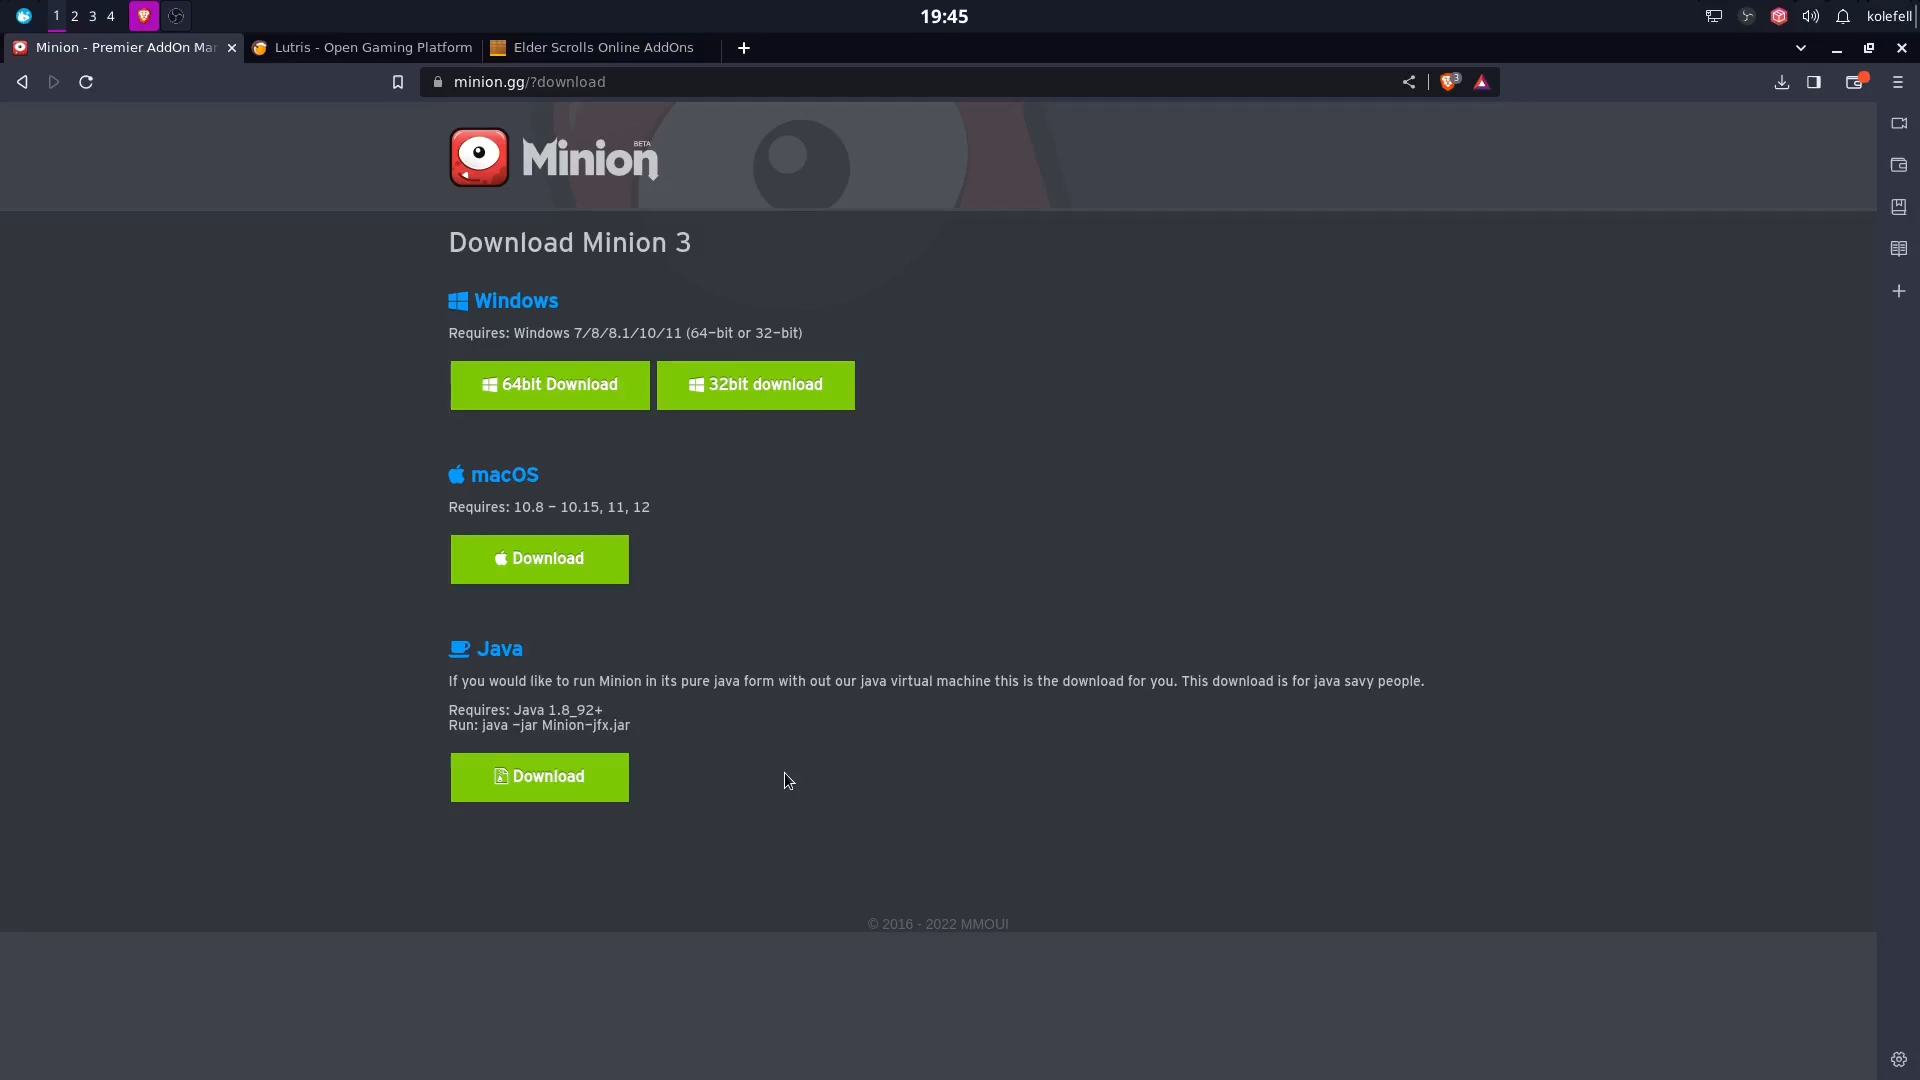 1 2 3 4
19:45
kolefell
Minion - Premier AddOn Mar
Lutris - Open Gaming Platform
Elder Scrolls Online AddOns
minion.gg/?download
3
BETA
Minion
Download Minion 3
Windows
Requires: Windows 7/8/8.1/10/11 (64-bit or 32-bit)
64bit Download
32bit download
macOS
Requires: 10.8 - 10.15, 11, 12
Download
Java
If you would like to run Minion in its pure java form with out our java virtual machine this is the download for you. This download is for java savy people.
Requires: Java 1.8_92+
Run: java -jar Minion-jfx.jar
Download
© 2016 - 2022 MMOUI